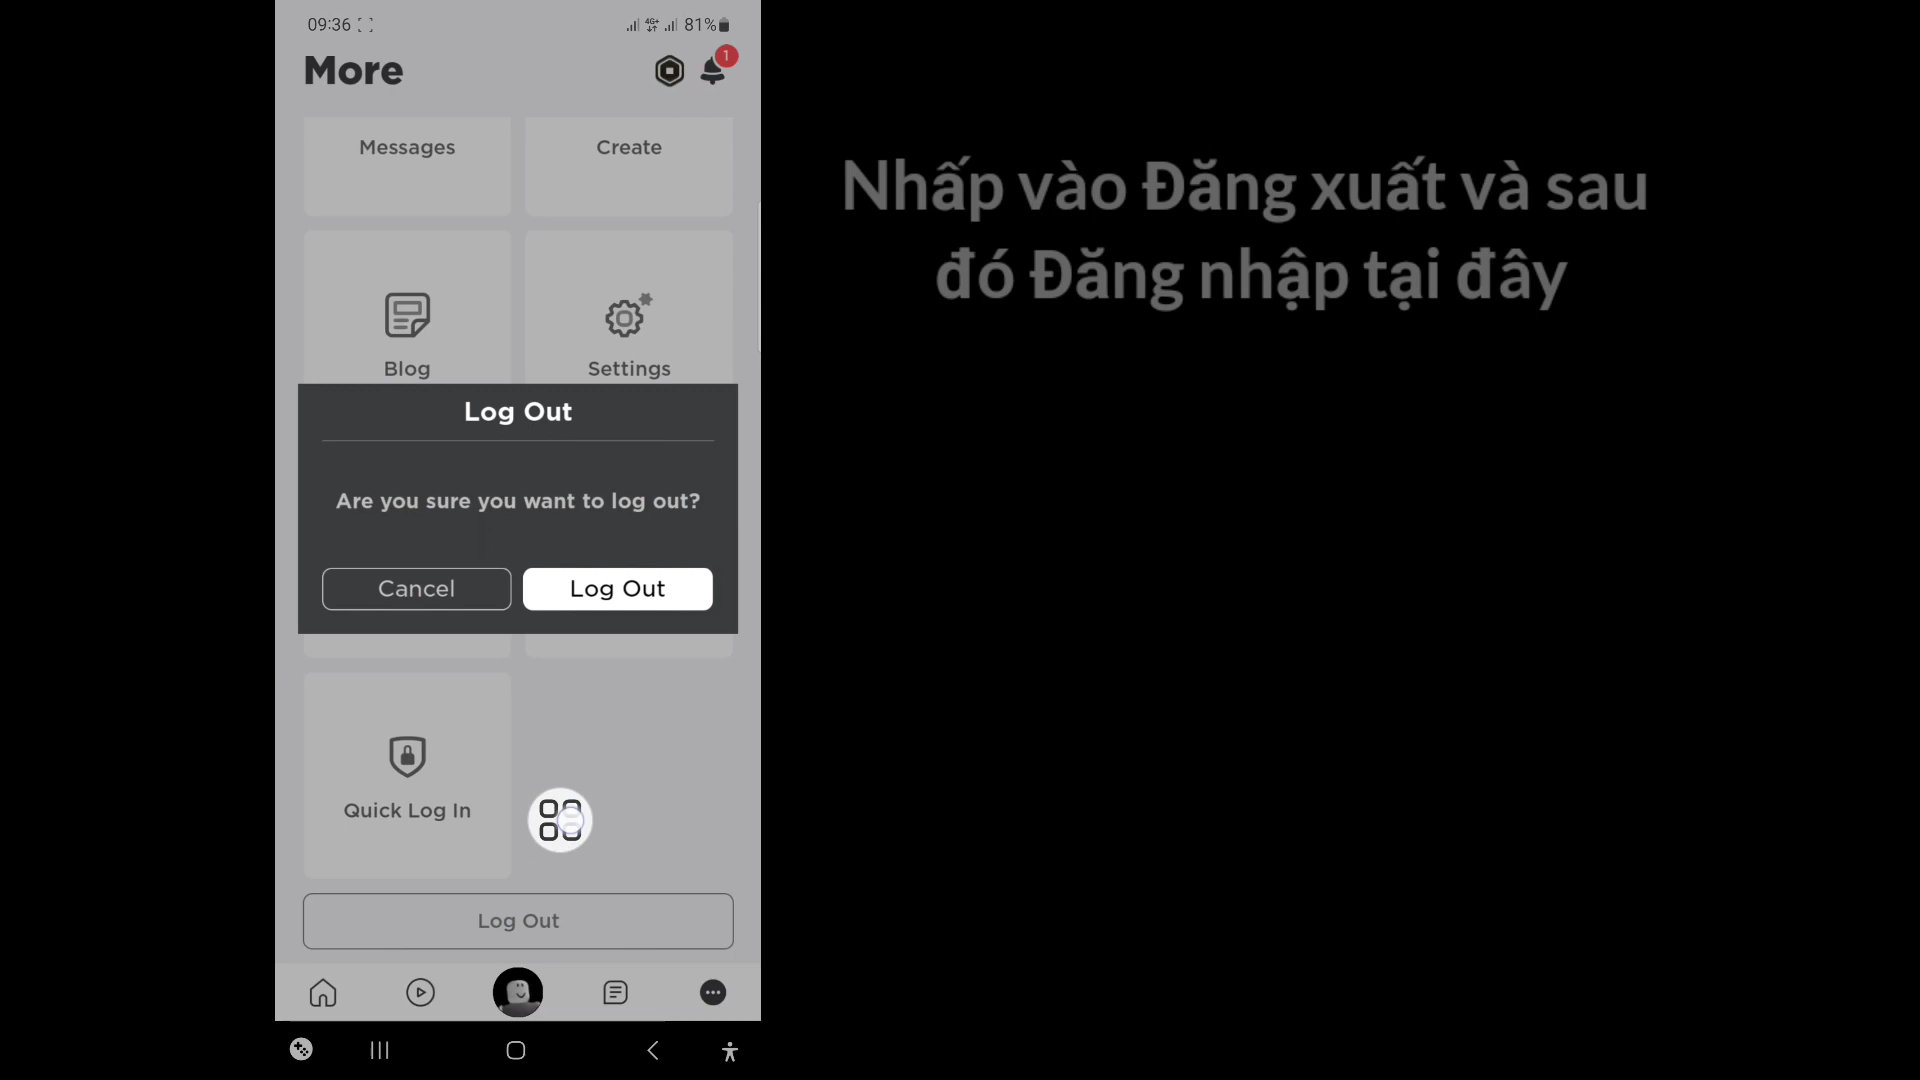 09:36
4G+
81%
More
1
Messages
Create
Blog
Settings
Log Out
Are you sure you want to log out?
Cancel
Log Out
Quick Log In
Log Out
Nhấp vào Đăng xuất và sau
đó Đăng nhập tại đây